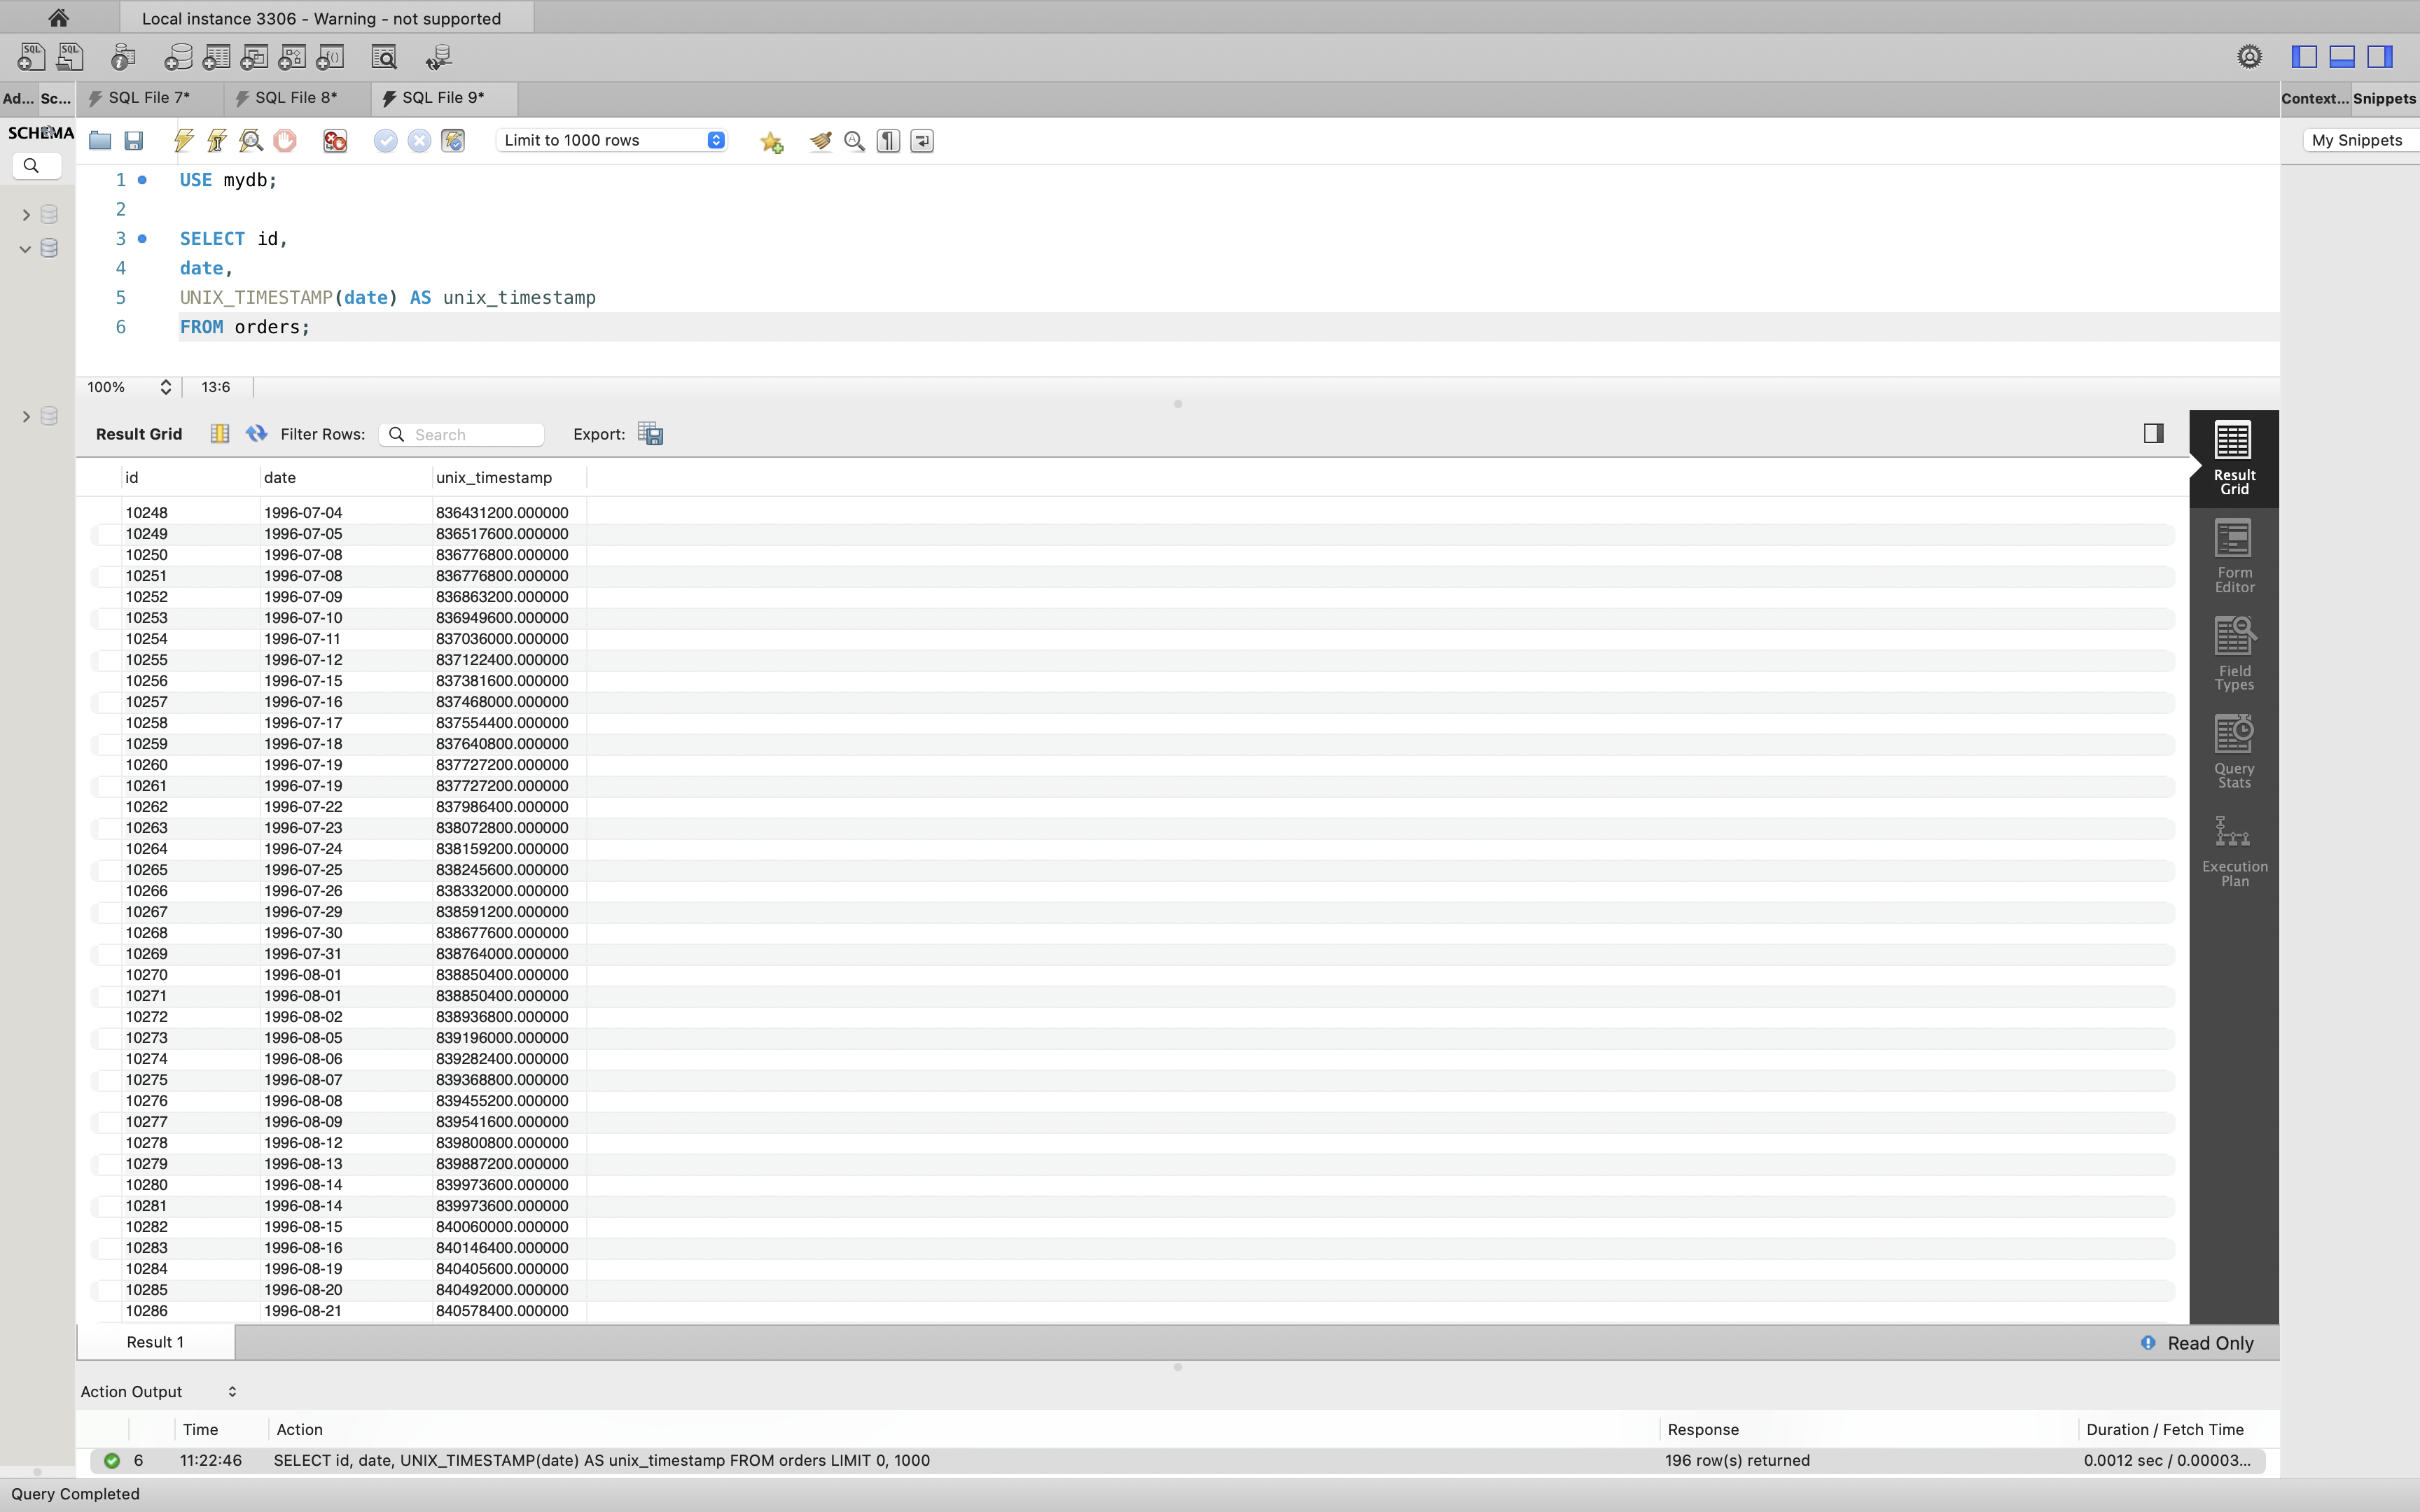 Local instance 3306 - Warning - not supported
Ad... Sc... SQL File 7* SQL File 8* SQL File 9* Context... Snippets
SCHEMA Limit to 1000 rows My Snippets
1 USE mydb;
2
3 SELECT id,
4 date,
5 UNIX_TIMESTAMP(date) AS unix_timestamp
6 FROM orders;
100% 13:6
Result Grid Filter Rows: Search Export:
id date unix_timestamp
10248 1996-07-04 836431200.000000
10249 1996-07-05 836517600.000000
10250 1996-07-08 836776800.000000
10251 1996-07-08 836776800.000000
10252 1996-07-09 836863200.000000
10253 1996-07-10 836949600.000000
10254 1996-07-11 837036000.000000
10255 1996-07-12 837122400.000000
10256 1996-07-15 837381600.000000
10257 1996-07-16 837468000.000000
10258 1996-07-17 837554400.000000
10259 1996-07-18 837640800.000000
10260 1996-07-19 837727200.000000
10261 1996-07-19 837727200.000000
10262 1996-07-22 837986400.000000
10263 1996-07-23 838072800.000000
10264 1996-07-24 838159200.000000
10265 1996-07-25 838245600.000000
10266 1996-07-26 838332000.000000
10267 1996-07-29 838591200.000000
10268 1996-07-30 838677600.000000
10269 1996-07-31 838764000.000000
10270 1996-08-01 838850400.000000
10271 1996-08-01 838850400.000000
10272 1996-08-02 838936800.000000
10273 1996-08-05 839196000.000000
10274 1996-08-06 839282400.000000
10275 1996-08-07 839368800.000000
10276 1996-08-08 839455200.000000
10277 1996-08-09 839541600.000000
10278 1996-08-12 839800800.000000
10279 1996-08-13 839887200.000000
10280 1996-08-14 839973600.000000
10281 1996-08-14 839973600.000000
10282 1996-08-15 840060000.000000
10283 1996-08-16 840146400.000000
10284 1996-08-19 840405600.000000
10285 1996-08-20 840492000.000000
10286 1996-08-21 840578400.000000
Result
Grid
Form
Editor
Field
Types
Query
Stats
Execution
Plan
Result 1 Read Only
Action Output
Time Action Response Duration / Fetch Time
6 11:22:46 SELECT id, date, UNIX_TIMESTAMP(date) AS unix_timestamp FROM orders LIMIT 0, 1000 196 row(s) returned 0.0012 sec / 0.00003...
Query Completed